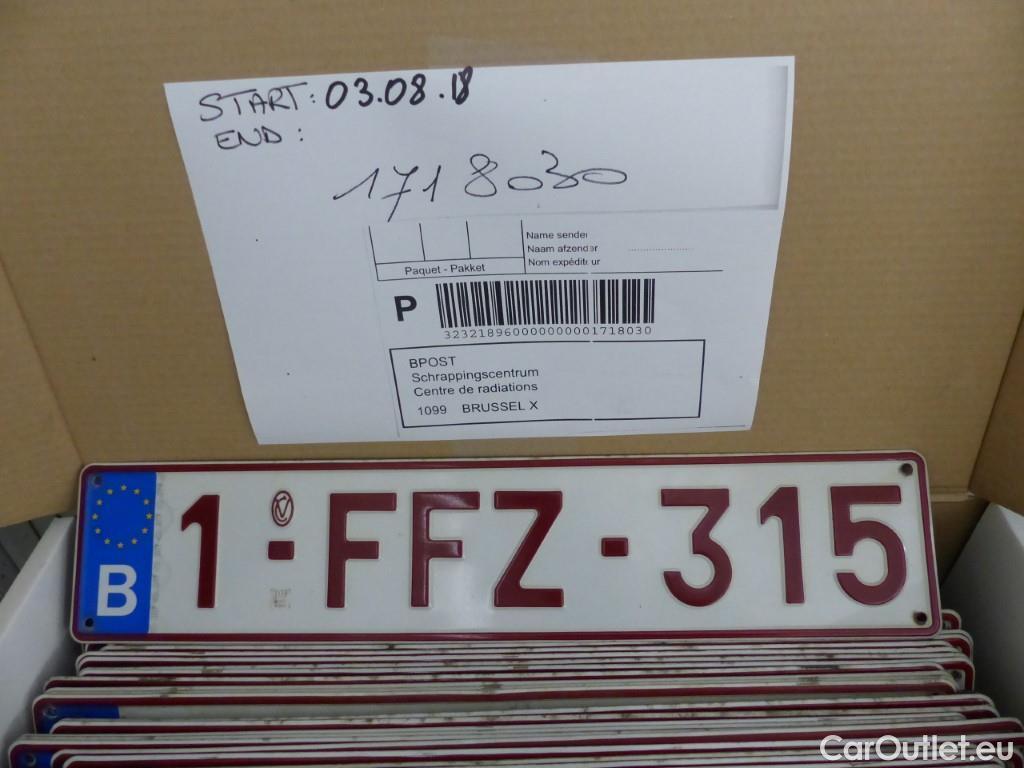 START: 03.08.18
END:
1718030
Name sender
Naam afzender
Nom expéditeur
Paquet - Pakket
P
3232189600000000001718030
BPOST
Schrappingscentrum
Centre de radiations
1099 BRUSSEL X
B 1-FFZ-315
CarOutlet.eu